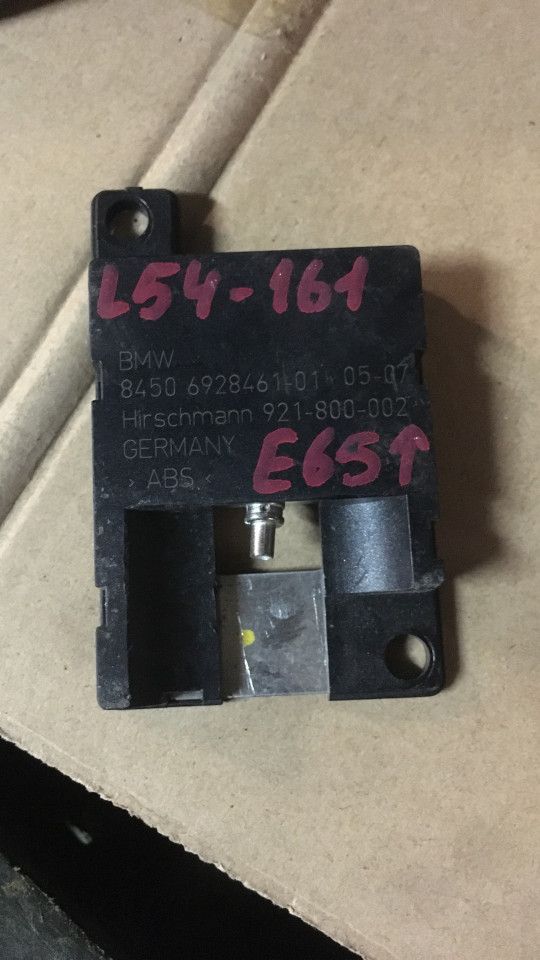 L54-161
BMW
8450 6928461-01 05-07
Hirschmann 921-800-002
GERMANY
> ABS <
E65↑